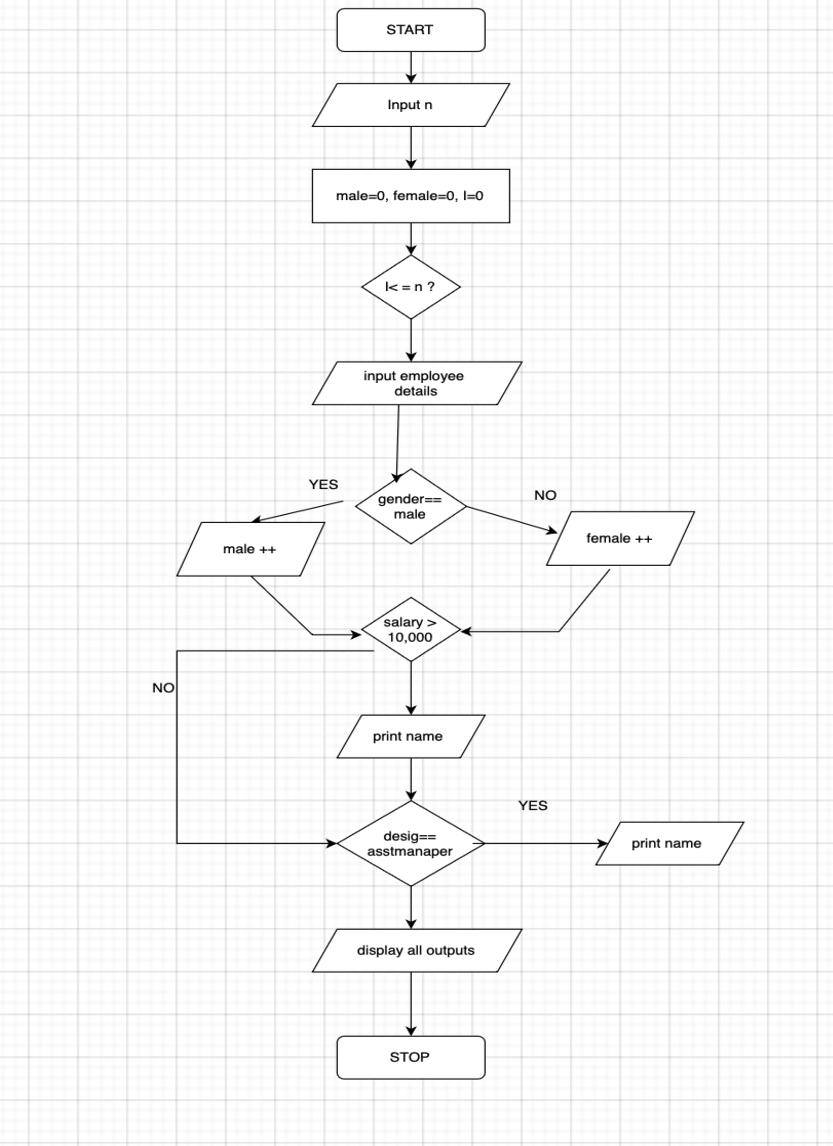 START
Input n
male=0, female=0, I=0
I< = n ?
input employee
details
YES
gender==
male
NO
male ++
female ++
salary >
10,000
NO
print name
YES
desig==
asstmanaper
print name
display all outputs
STOP